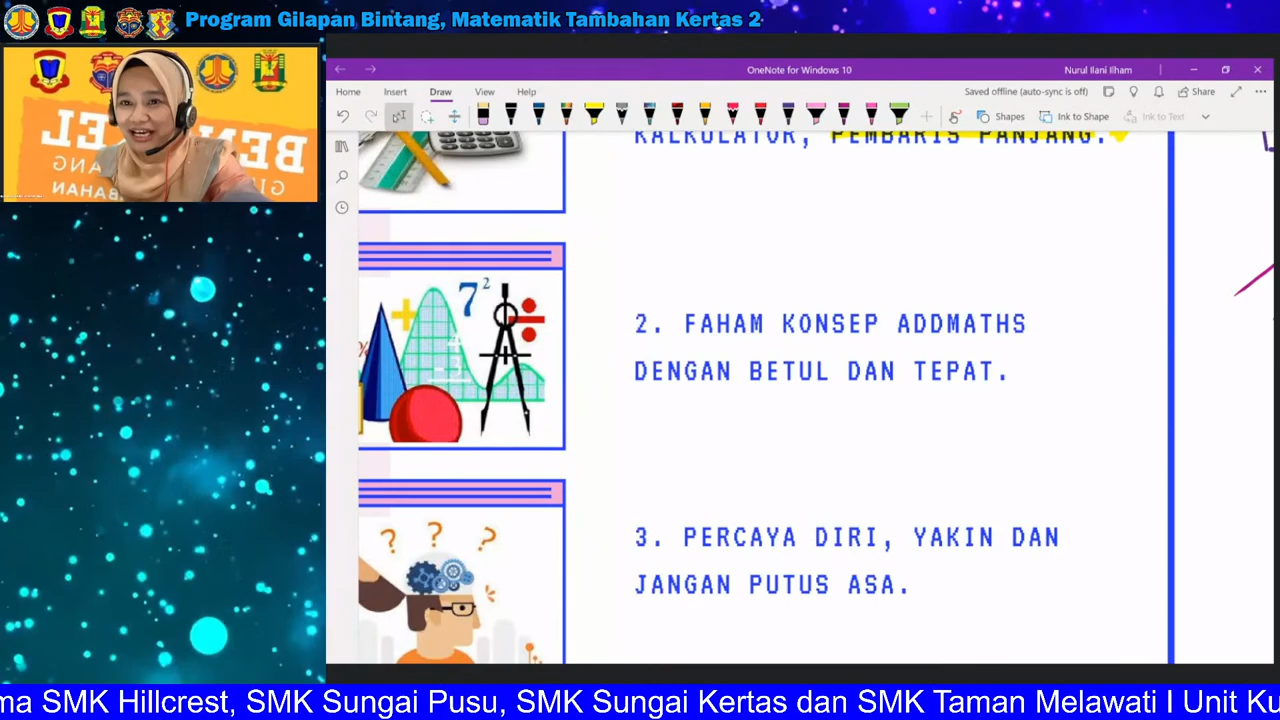 Program Gilapan Bintang, Matematik Tambahan Kertas 2
OneNote for Windows 10
Nurul Ilani Ilham
Home Insert Draw View Help
Saved offline (auto-sync is off)
Share
Shapes
Ink to Shape
Ink to Text
KALKULATOR, PEMBARIS PANJANG.
7²
2. FAHAM KONSEP ADDMATHS
DENGAN BETUL DAN TEPAT.
? ? ?
3. PERCAYA DIRI, YAKIN DAN
JANGAN PUTUS ASA.
ma SMK Hillcrest, SMK Sungai Pusu, SMK Sungai Kertas dan SMK Taman Melawati I Unit Ku